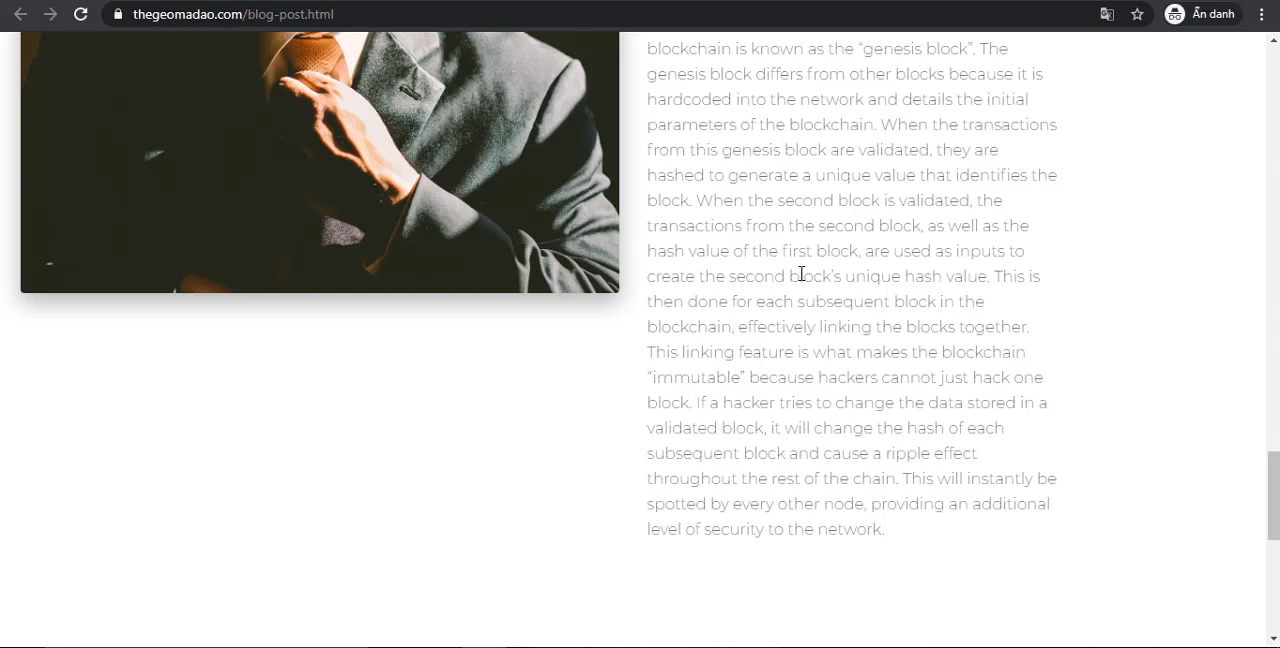 thegeomadao.com/blog-post.html
Ẩn danh
blockchain is known as the “genesis block”. The
genesis block differs from other blocks because it is
hardcoded into the network and details the initial
parameters of the blockchain. When the transactions
from this genesis block are validated, they are
hashed to generate a unique value that identifies the
block. When the second block is validated, the
transactions from the second block, as well as the
hash value of the first block, are used as inputs to
create the second block’s unique hash value. This is
then done for each subsequent block in the
blockchain, effectively linking the blocks together.
This linking feature is what makes the blockchain
“immutable” because hackers cannot just hack one
block. If a hacker tries to change the data stored in a
validated block, it will change the hash of each
subsequent block and cause a ripple effect
throughout the rest of the chain. This will instantly be
spotted by every other node, providing an additional
level of security to the network.